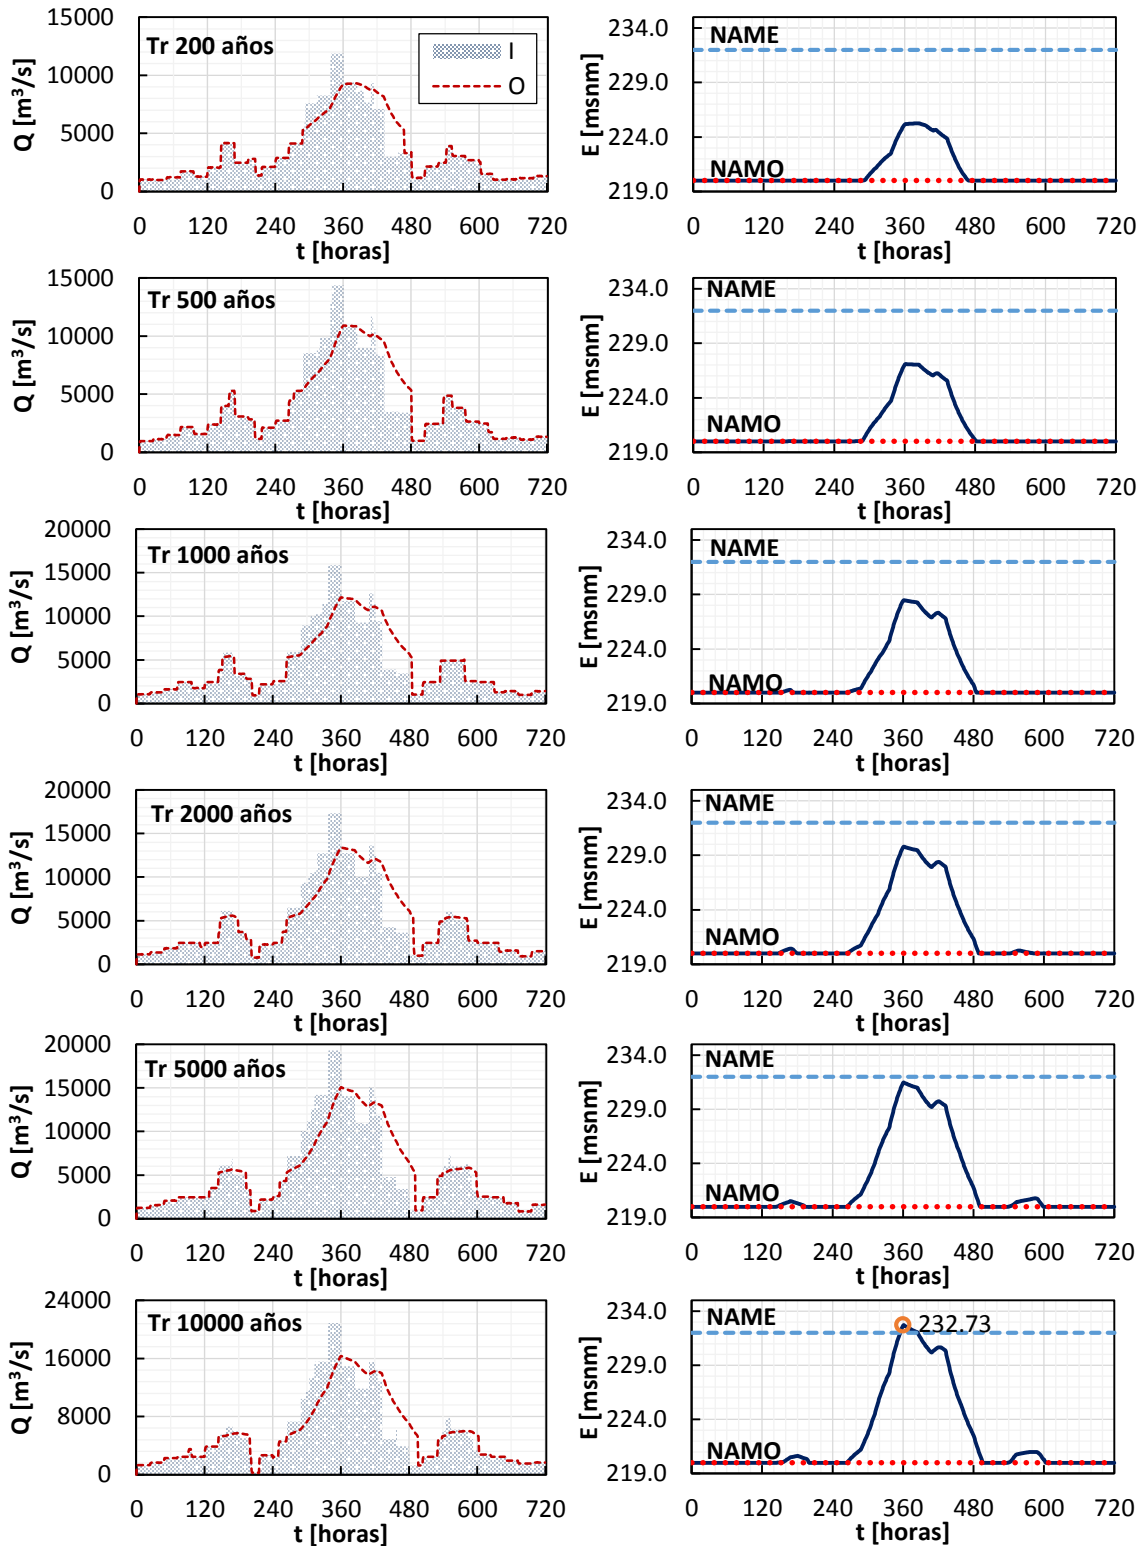 15000
10000
5000
0
Q [m³/s]
Tr 200 años
I
O
0 120 240 360 480 600 720
t [horas]
234.0
229.0
224.0
219.0
E [msnm]
NAME
NAMO
0 120 240 360 480 600 720
t [horas]
15000
10000
5000
0
Q [m³/s]
Tr 500 años
0 120 240 360 480 600 720
t [horas]
234.0
229.0
224.0
219.0
E [msnm]
NAME
NAMO
0 120 240 360 480 600 720
t [horas]
20000
15000
10000
5000
0
Q [m³/s]
Tr 1000 años
0 120 240 360 480 600 720
t [horas]
234.0
229.0
224.0
219.0
E [msnm]
NAME
NAMO
0 120 240 360 480 600 720
t [horas]
20000
15000
10000
5000
0
Q [m³/s]
Tr 2000 años
0 120 240 360 480 600 720
t [horas]
234.0
229.0
224.0
219.0
E [msnm]
NAME
NAMO
0 120 240 360 480 600 720
t [horas]
20000
15000
10000
5000
0
Q [m³/s]
Tr 5000 años
0 120 240 360 480 600 720
t [horas]
234.0
229.0
224.0
219.0
E [msnm]
NAME
NAMO
0 120 240 360 480 600 720
t [horas]
24000
16000
8000
0
Q [m³/s]
Tr 10000 años
0 120 240 360 480 600 720
t [horas]
234.0
229.0
224.0
219.0
E [msnm]
NAME
232.73
NAMO
0 120 240 360 480 600 720
t [horas]